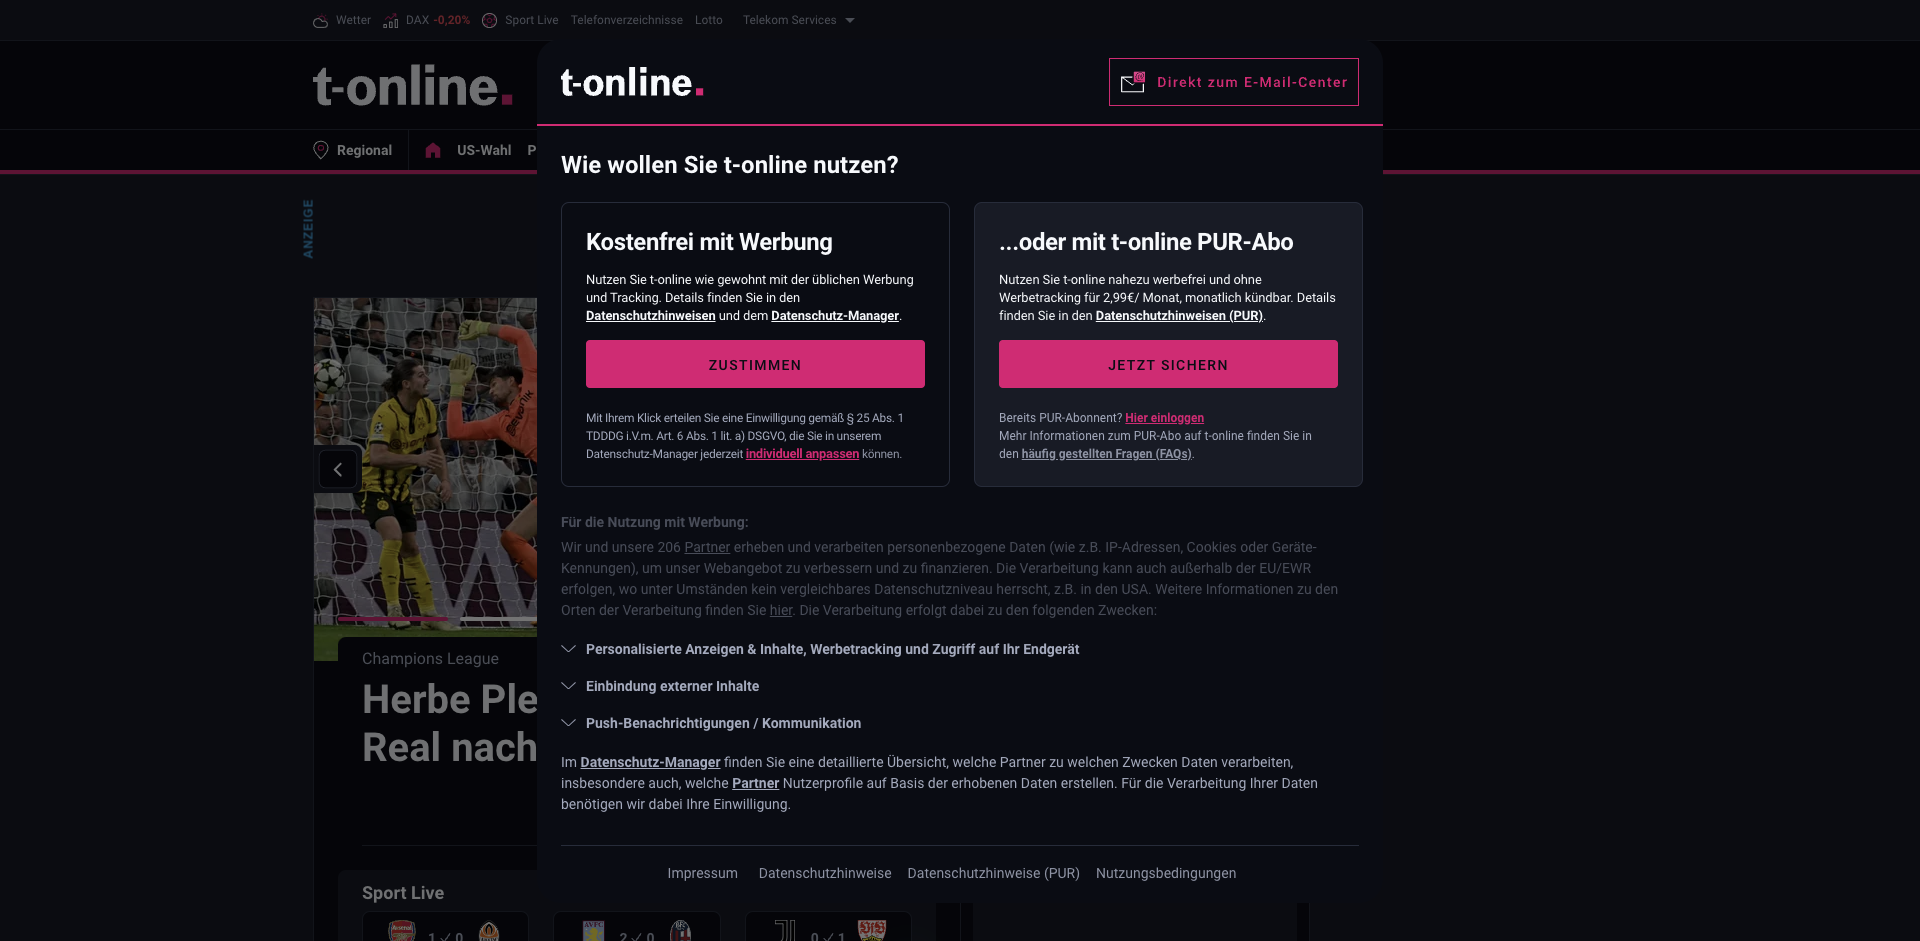 Wetter DAX -0,20% Sport Live Telefonverzeichnisse Lotto Telekom Services
t-online.
Regional US-Wahl P
ANZEIGE
Champions League
Herbe Ple
Real nach
Sport Live
1 0
2 0
0 1
t-online.
Direkt zum E-Mail-Center
Wie wollen Sie t-online nutzen?
Kostenfrei mit Werbung
Nutzen Sie t-online wie gewohnt mit der üblichen Werbung
und Tracking. Details finden Sie in den
Datenschutzhinweisen und dem Datenschutz-Manager.
ZUSTIMMEN
Mit Ihrem Klick erteilen Sie eine Einwilligung gemäß § 25 Abs. 1
TDDDG i.V.m. Art. 6 Abs. 1 lit. a) DSGVO, die Sie in unserem
Datenschutz-Manager jederzeit individuell anpassen können.
...oder mit t-online PUR-Abo
Nutzen Sie t-online nahezu werbefrei und ohne
Werbetracking für 2,99€/ Monat, monatlich kündbar. Details
finden Sie in den Datenschutzhinweisen (PUR).
JETZT SICHERN
Bereits PUR-Abonnent? Hier einloggen
Mehr Informationen zum PUR-Abo auf t-online finden Sie in
den häufig gestellten Fragen (FAQs).
Für die Nutzung mit Werbung:
Wir und unsere 206 Partner erheben und verarbeiten personenbezogene Daten (wie z.B. IP-Adressen, Cookies oder Geräte-
Kennungen), um unser Webangebot zu verbessern und zu finanzieren. Die Verarbeitung kann auch außerhalb der EU/EWR
erfolgen, wo unter Umständen kein vergleichbares Datenschutzniveau herrscht, z.B. in den USA. Weitere Informationen zu den
Orten der Verarbeitung finden Sie hier. Die Verarbeitung erfolgt dabei zu den folgenden Zwecken:
Personalisierte Anzeigen & Inhalte, Werbetracking und Zugriff auf Ihr Endgerät
Einbindung externer Inhalte
Push-Benachrichtigungen / Kommunikation
Im Datenschutz-Manager finden Sie eine detaillierte Übersicht, welche Partner zu welchen Zwecken Daten verarbeiten,
insbesondere auch, welche Partner Nutzerprofile auf Basis der erhobenen Daten erstellen. Für die Verarbeitung Ihrer Daten
benötigen wir dabei Ihre Einwilligung.
Impressum Datenschutzhinweise Datenschutzhinweise (PUR) Nutzungsbedingungen